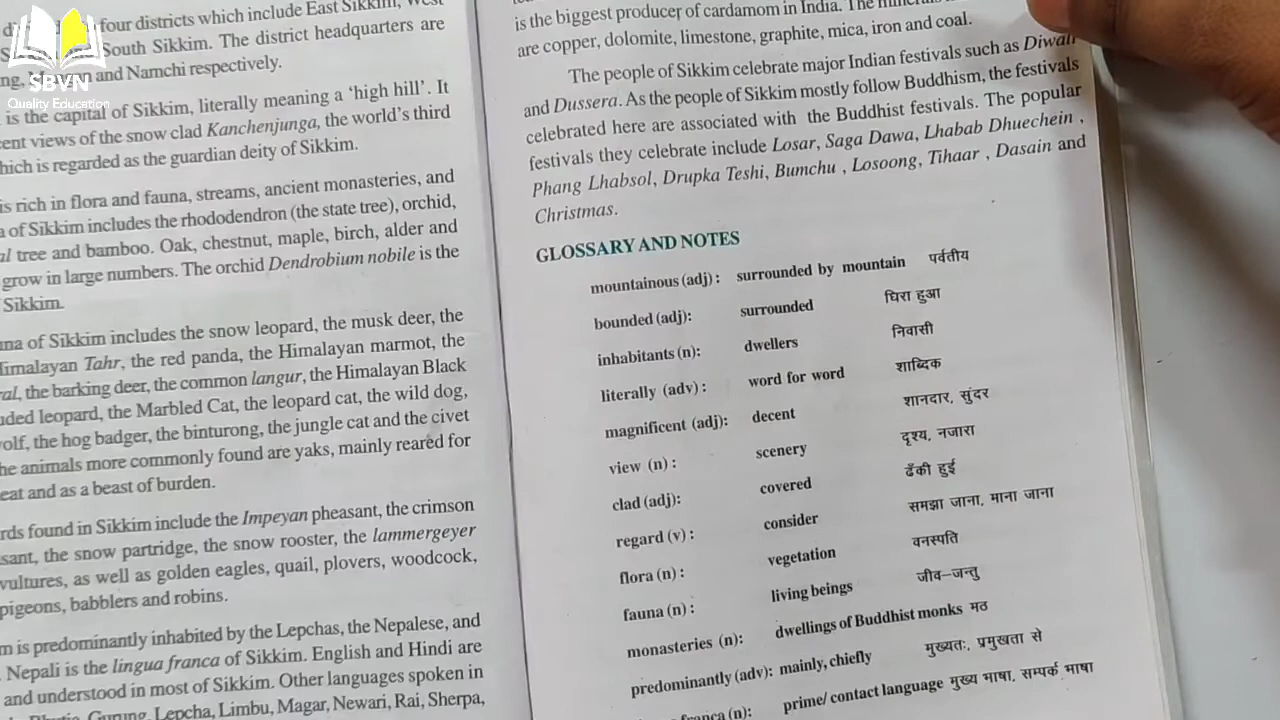 SBVN
Quality Education
four districts which include East Sikkim, West
South Sikkim. The district headquarters are
and Namchi respectively.
is the capital of Sikkim, literally meaning a ‘high hill’. It
views of the snow clad Kanchenjunga, the world’s third
which is regarded as the guardian deity of Sikkim.
is rich in flora and fauna, streams, ancient monasteries, and
of Sikkim includes the rhododendron (the state tree), orchid,
tree and bamboo. Oak, chestnut, maple, birch, alder and
grow in large numbers. The orchid Dendrobium nobile is the
Sikkim.
of Sikkim includes the snow leopard, the musk deer, the
Himalayan Tahr, the red panda, the Himalayan marmot, the
the barking deer, the common langur, the Himalayan Black
leopard, the Marbled Cat, the leopard cat, the wild dog,
the hog badger, the binturong, the jungle cat and the civet
animals more commonly found are yaks, mainly reared for
and as a beast of burden.
found in Sikkim include the Impeyan pheasant, the crimson
the snow partridge, the snow rooster, the lammergeyer
vultures, as well as golden eagles, quail, plovers, woodcock,
pigeons, babblers and robins.
is predominantly inhabited by the Lepchas, the Nepalese, and
Nepali is the lingua franca of Sikkim. English and Hindi are
and understood in most of Sikkim. Other languages spoken in
Gurung, Lepcha, Limbu, Magar, Newari, Rai, Sherpa,
is the biggest producer of cardamom in India. The
are copper, dolomite, limestone, graphite, mica, iron and coal.
The people of Sikkim celebrate major Indian festivals such as Diwali
and Dussera. As the people of Sikkim mostly follow Buddhism, the festivals
celebrated here are associated with the Buddhist festivals. The popular
festivals they celebrate include Losar, Saga Dawa, Lhabab Dhuechein ,
Phang Lhabsol, Drupka Teshi, Bumchu , Losoong, Tihaar , Dasain and
Christmas.
GLOSSARY AND NOTES
mountainous (adj) : surrounded by mountain पर्वतीय
bounded (adj): surrounded घिरा हुआ
inhabitants (n): dwellers निवासी
literally (adv) : word for word शाब्दिक
magnificent (adj): decent शानदार, सुंदर
view (n) : scenery दृश्य, नजारा
clad (adj): covered ढँकी हुई
regard (v) : consider समझा जाना, माना जाना
flora (n) : vegetation वनस्पति
fauna (n) : living beings जीव–जन्तु
monasteries (n): dwellings of Buddhist monks मठ
predominantly (adv): mainly, chiefly मुख्यतः, प्रमुखता से
franca (n): prime/ contact language मुख्य भाषा, सम्पर्क भाषा